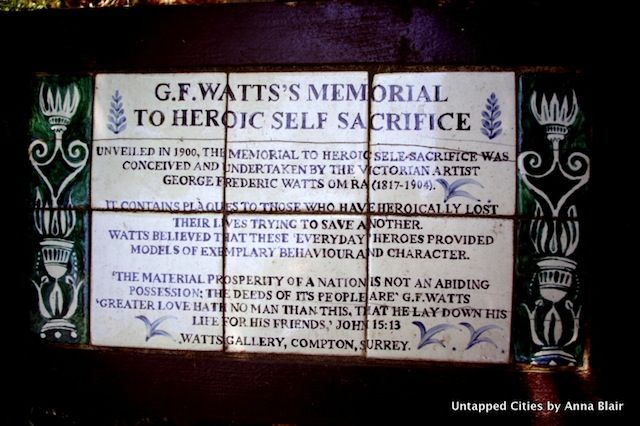 G.F.WATTS'S MEMORIAL
TO HEROIC SELF SACRIFICE
UNVEILED IN 1900, THE MEMORIAL TO HEROIC SELF-SACRIFICE WAS
CONCEIVED AND UNDERTAKEN BY THE VICTORIAN ARTIST
GEORGE FREDERIC WATTS OM RA (1817-1904).
IT CONTAINS PLAQUES TO THOSE WHO HAVE HEROICALLY LOST
THEIR LIVES TRYING TO SAVE ANOTHER.
WATTS BELIEVED THAT THESE 'EVERYDAY' HEROES PROVIDED
MODELS OF EXEMPLARY BEHAVIOUR AND CHARACTER.
'THE MATERIAL PROSPERITY OF A NATION IS NOT AN ABIDING
POSSESSION; THE DEEDS OF ITS PEOPLE ARE' G.F.WATTS
'GREATER LOVE HATH NO MAN THAN THIS, THAT HE LAY DOWN HIS
LIFE FOR HIS FRIENDS,' JOHN 15:13
WATTS GALLERY, COMPTON, SURREY.
Untapped Cities by Anna Blair